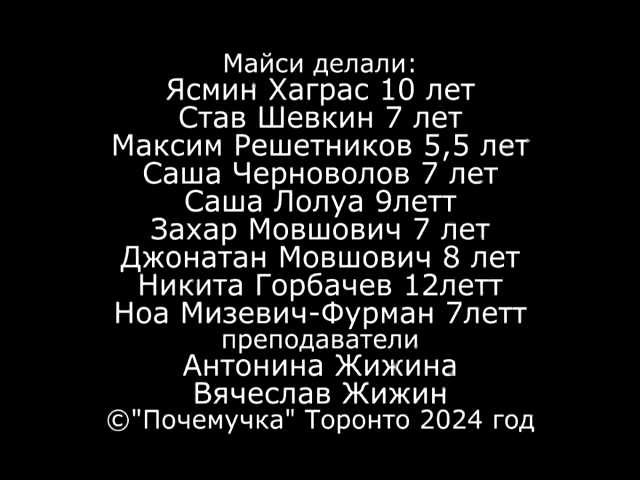 Майси делали:
Ясмин Хаграс 10 лет
Став Шевкин 7 лет
Максим Решетников 5,5 лет
Саша Черноволов 7 лет
Саша Лолуа 9летт
Захар Мовшович 7 лет
Джонатан Мовшович 8 лет
Никита Горбачев 12летт
Ноа Мизевич-Фурман 7летт
преподаватели
Антонина Жижина
Вячеслав Жижин
©"Почемучка" Торонто 2024 год